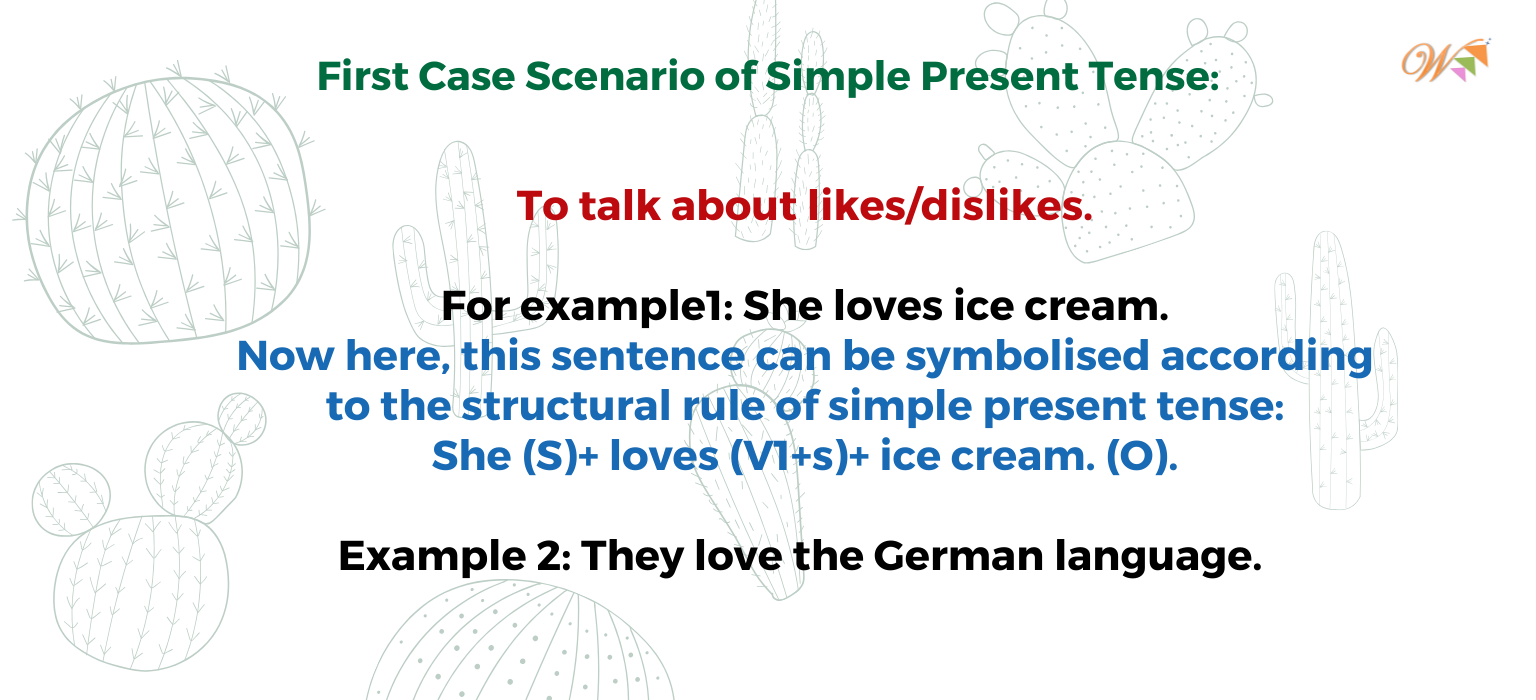 First Case Scenario of Simple Present Tense:
To talk about likes/dislikes.
For example1: She loves ice cream.
Now here, this sentence can be symbolised according
to the structural rule of simple present tense:
She (S)+ loves (V1+s)+ ice cream. (O).
Example 2: They love the German language.
W